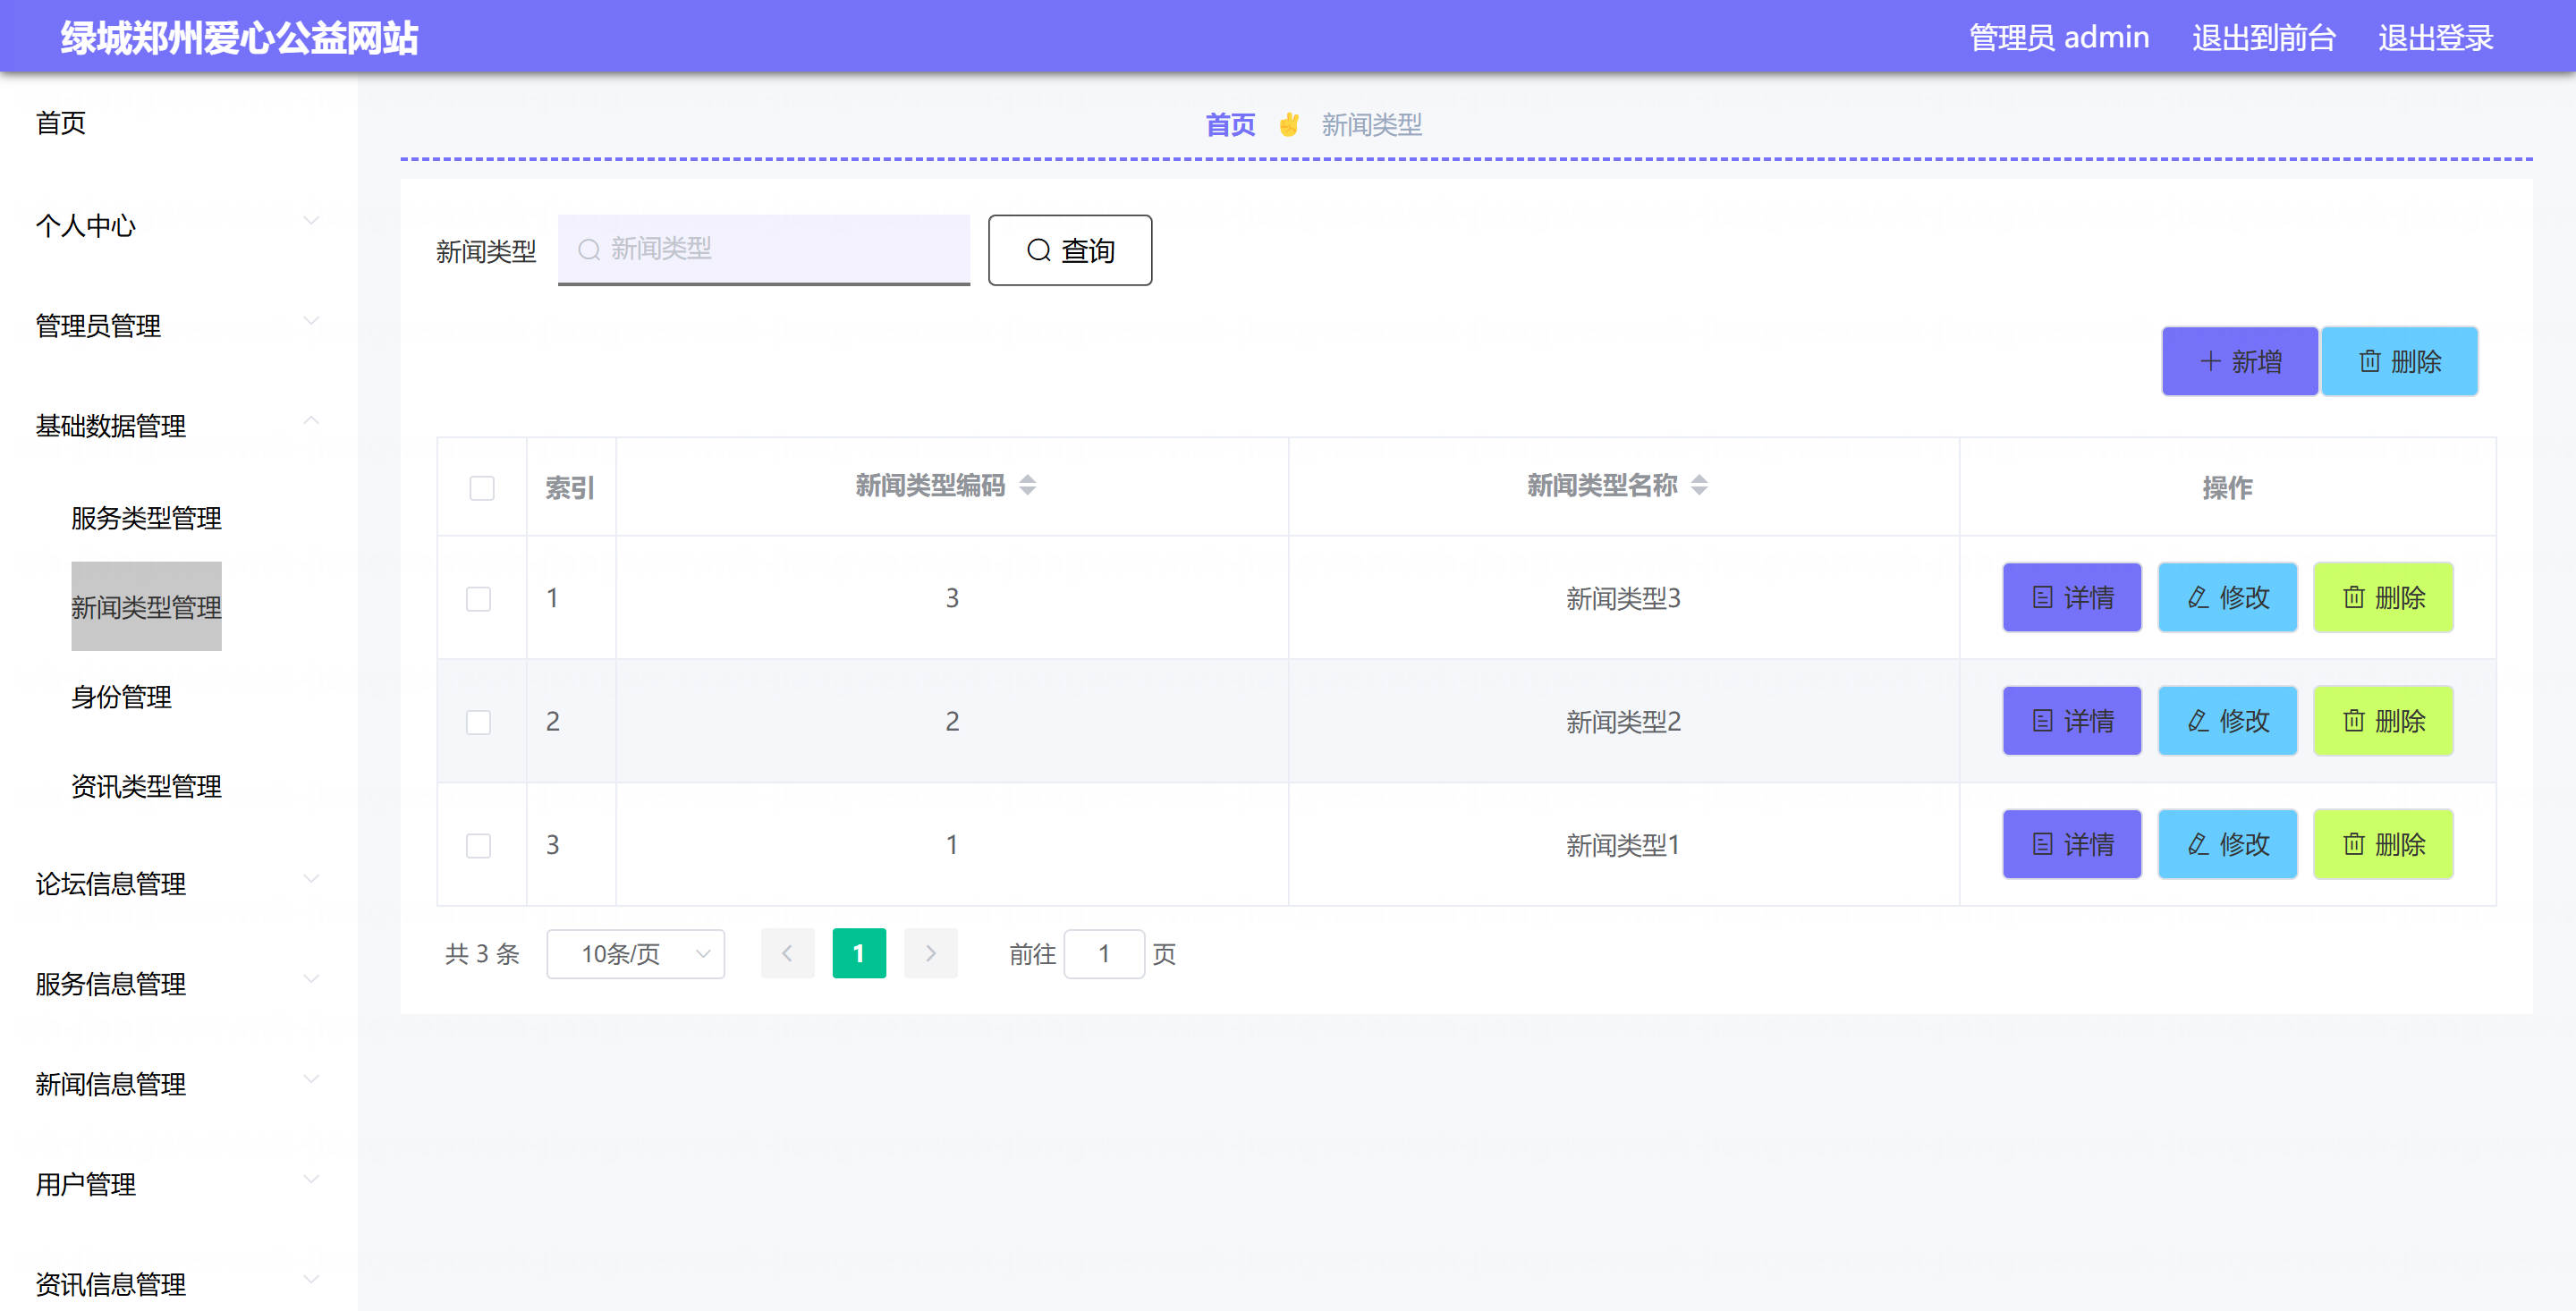 绿城郑州爱心公益网站
管理员 admin 退出到前台 退出登录
首页
个人中心
管理员管理
基础数据管理
服务类型管理
新闻类型管理
身份管理
资讯类型管理
论坛信息管理
服务信息管理
新闻信息管理
用户管理
资讯信息管理
首页 新闻类型
新闻类型 新闻类型 查询
新增 删除
索引 新闻类型编码 新闻类型名称 操作
1 3 新闻类型3 详情 修改 删除
2 2 新闻类型2 详情 修改 删除
3 1 新闻类型1 详情 修改 删除
共 3 条 10条/页 1 前往 1 页